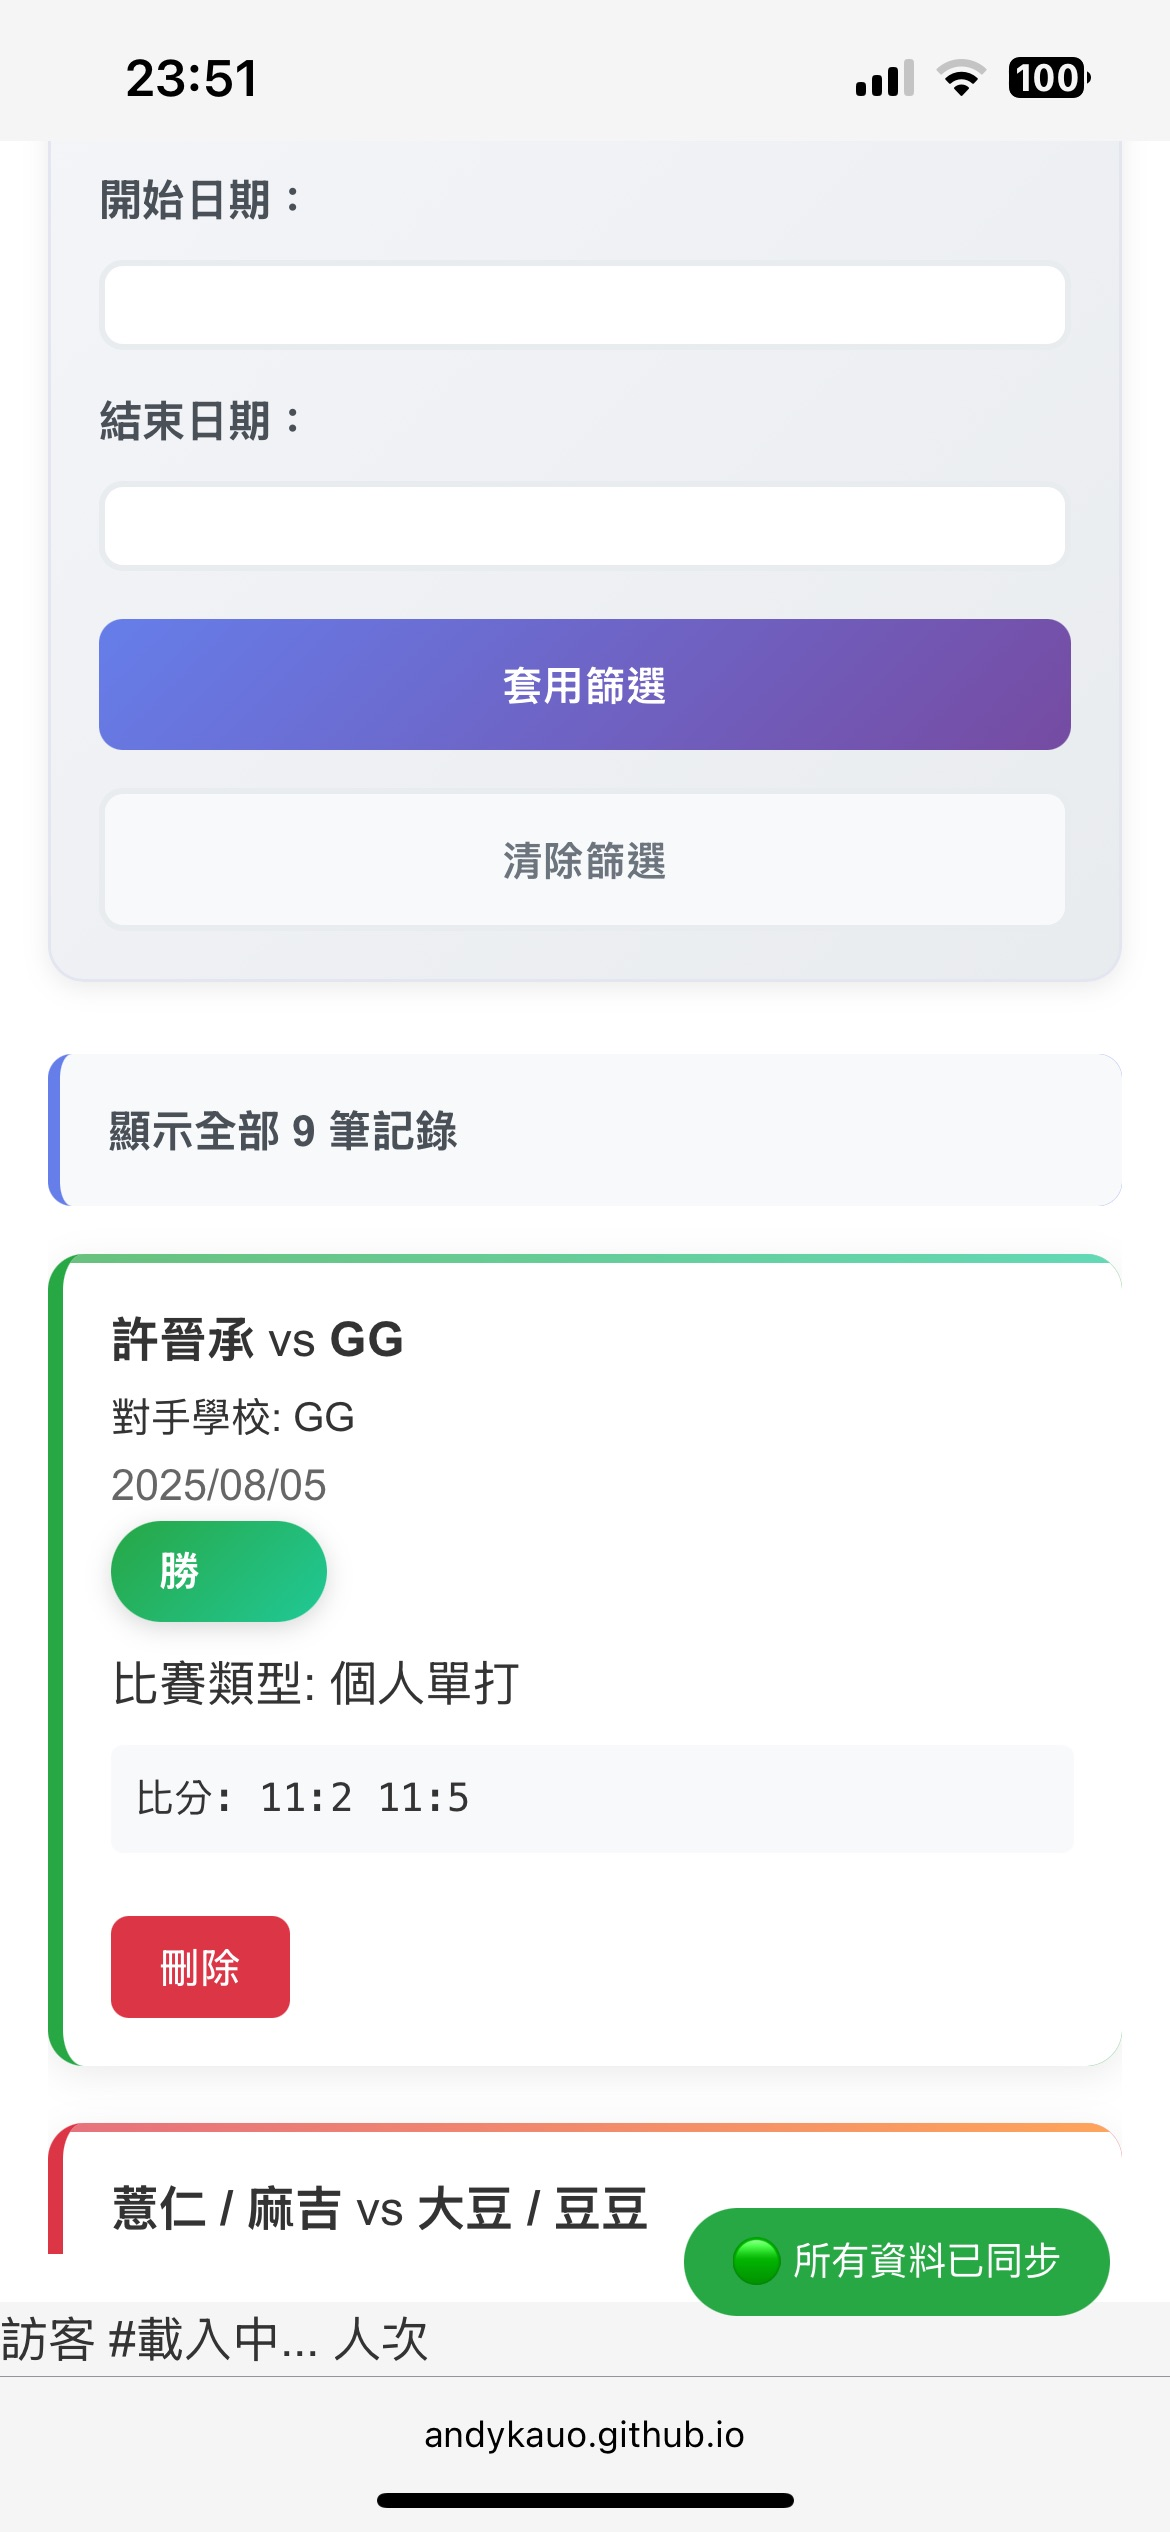 23:51
100
開始日期：
結束日期：
套用篩選
清除篩選
顯示全部 9 筆記錄
許晉承 vs GG
對手學校: GG
2025/08/05
勝
比賽類型: 個人單打
比分: 11:2 11:5
刪除
薏仁 / 麻吉 vs 大豆 / 豆豆
所有資料已同步
訪客 #載入中... 人次
andykauo.github.io